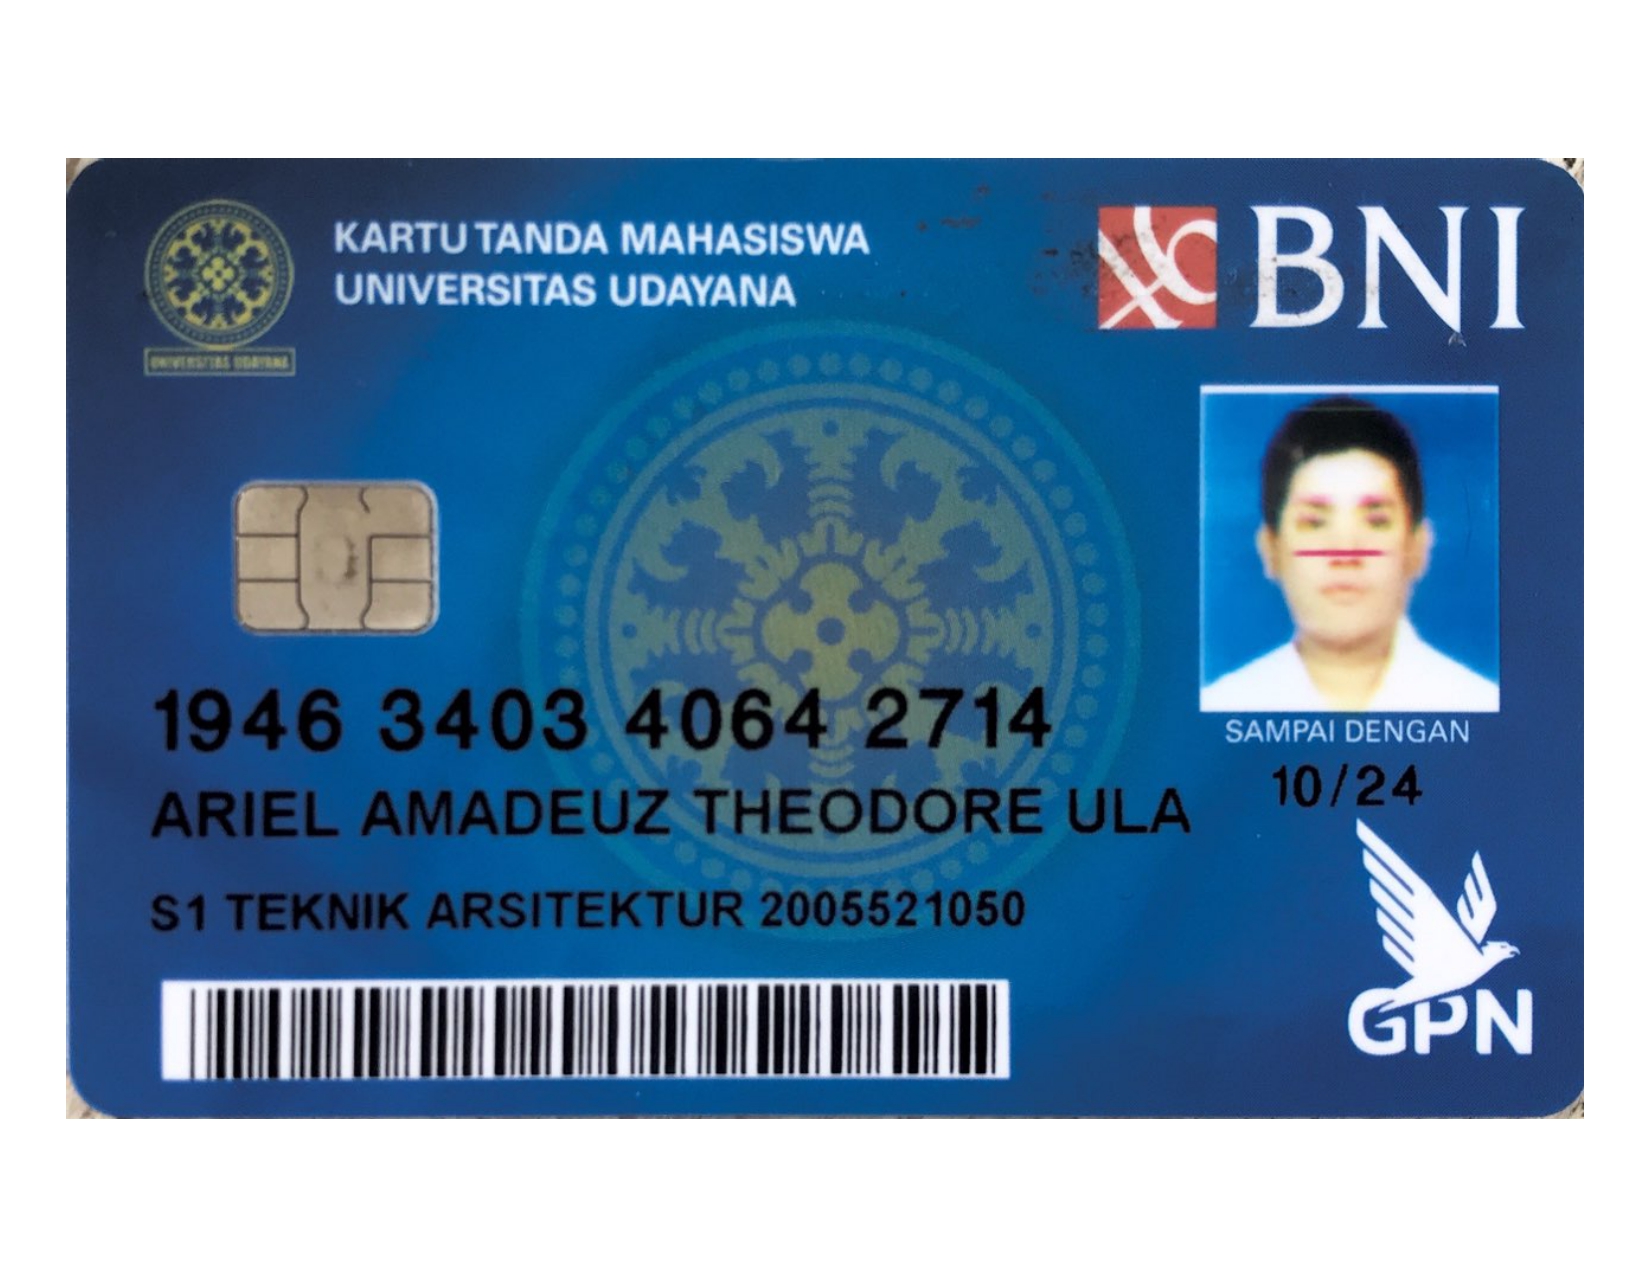 KARTU TANDA MAHASISWA
UNIVERSITAS UDAYANA
BNI
UNIVERSITAS UDAYANA
1946 3403 4064 2714
SAMPAI DENGAN
10/24
ARIEL AMADEUZ THEODORE ULA
S1 TEKNIK ARSITEKTUR 2005521050
GPN